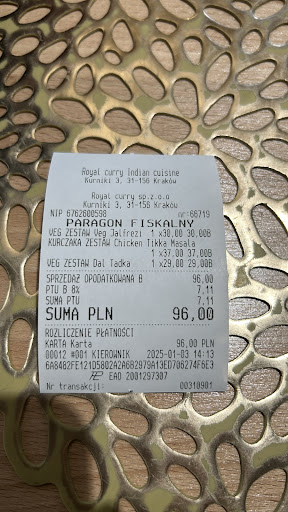 Royal curry Indian cuisine
Kurniki 3, 31-156 Kraków
Royal curry sp.z.o.o
Kurniki 3, 31-156 Kraków
NIP 6762600598 nr:66719
PARAGON FISKALNY
VEG ZESTAW Veg Jalfrezi 1 x30,00 30,00B
KURCZAKA ZESTAW Chicken Tikka Masala
1 x37,00 37,00B
VEG ZESTAW Dal Tadka 1 x29,00 29,00B
SPRZEDAŻ OPODATKOWANA B 96,00
PTU B 8% 7,11
SUMA PTU 7,11
SUMA PLN 96,00
ROZLICZENIE PŁATNOŚCI
KARTA Karta 96,00 PLN
00012 #001 KIEROWNIK 2025-01-03 14:13
6A8482FE121D5802A2A6B2979A13ED706274F6E3
EAO 2001297307
Nr transakcji: 00310901